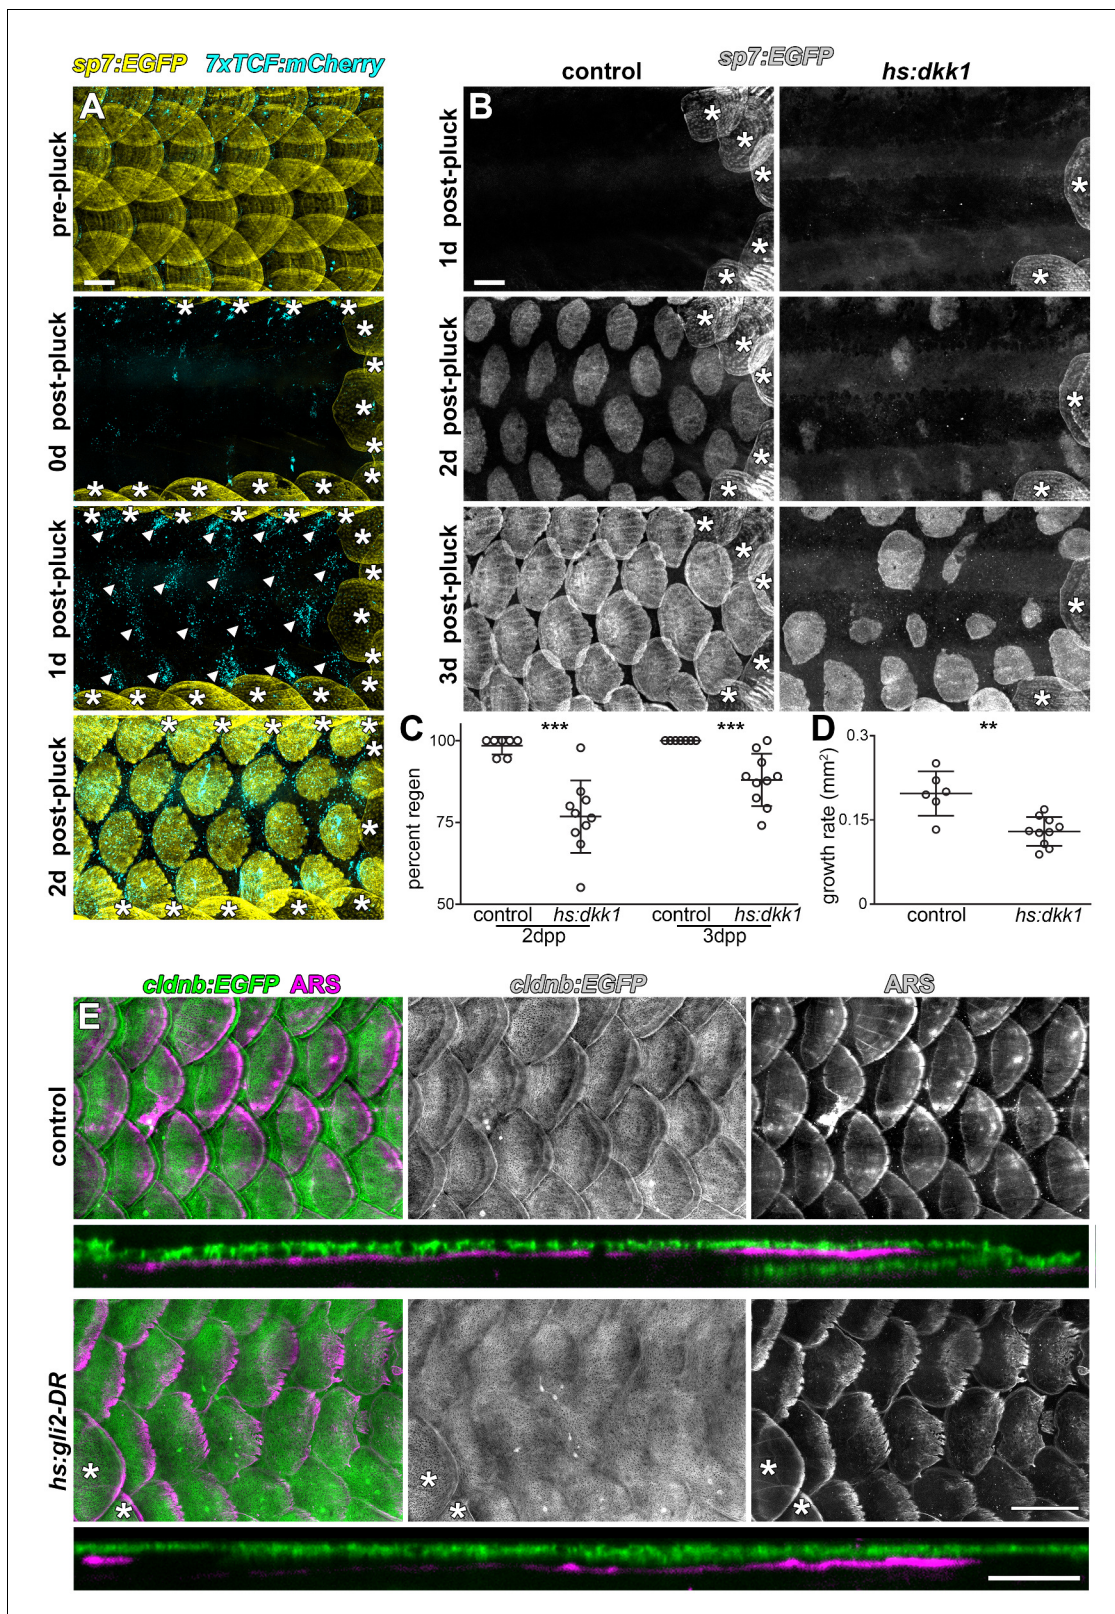 sp7:EGFP 7xTCF:mCherry
A
pre-pluck
0d post-pluck
1d post-pluck
2d post-pluck
sp7:EGFP
control hs:dkk1
B
1d post-pluck
2d post-pluck
3d post-pluck
C
*** ***
100
75
50
percent regen
control hs:dkk1 control hs:dkk1
2dpp 3dpp
D
**
0.3
0.15
0
growth rate (mm²)
control hs:dkk1
cldnb:EGFP ARS cldnb:EGFP ARS
E
control
hs:gli2-DR